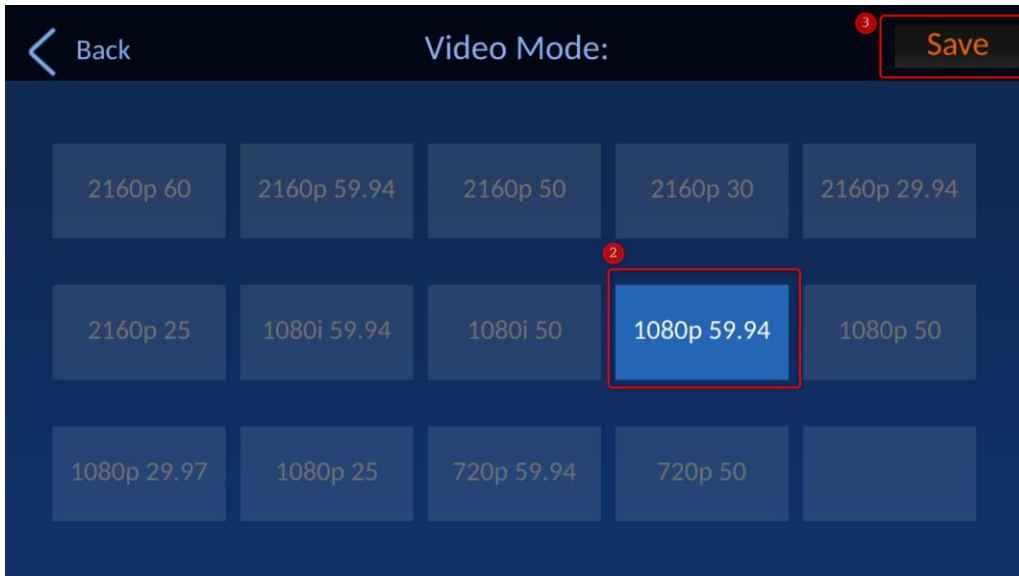 Back
Video Mode:
3
Save
2160p 60
2160p 59.94
2160p 50
2160p 30
2160p 29.94
2
2160p 25
1080i 59.94
1080i 50
1080p 59.94
1080p 50
1080p 29.97
1080p 25
720p 59.94
720p 50